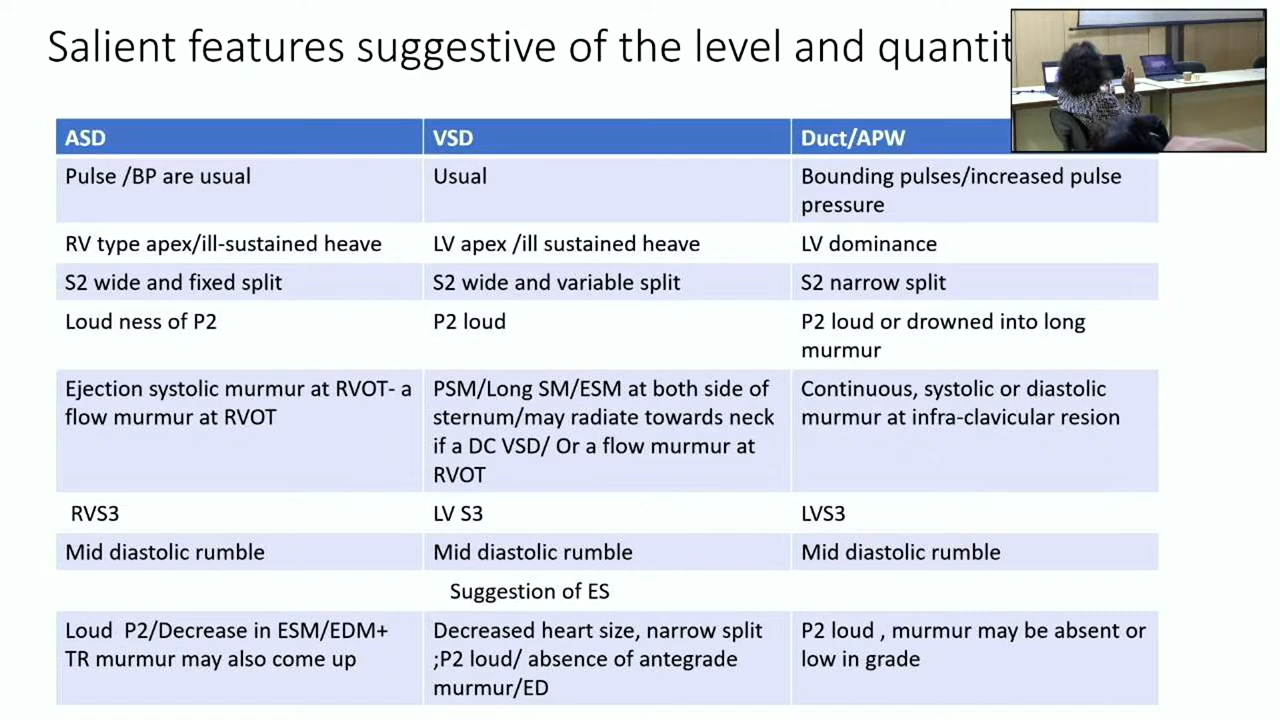 Salient features suggestive of the level and quantit
ASD
VSD
Duct/APW
Pulse /BP are usual
Usual
Bounding pulses/increased pulse
pressure
RV type apex/ill-sustained heave
LV apex /ill sustained heave
LV dominance
S2 wide and fixed split
S2 wide and variable split
S2 narrow split
Loud ness of P2
P2 loud
P2 loud or drowned into long
murmur
Ejection systolic murmur at RVOT- a
flow murmur at RVOT
PSM/Long SM/ESM at both side of
sternum/may radiate towards neck
if a DC VSD/ Or a flow murmur at
RVOT
Continuous, systolic or diastolic
murmur at infra-clavicular resion
RVS3
LV S3
LVS3
Mid diastolic rumble
Mid diastolic rumble
Mid diastolic rumble
Suggestion of ES
Loud P2/Decrease in ESM/EDM+
TR murmur may also come up
Decreased heart size, narrow split
;P2 loud/ absence of antegrade
murmur/ED
P2 loud , murmur may be absent or
low in grade